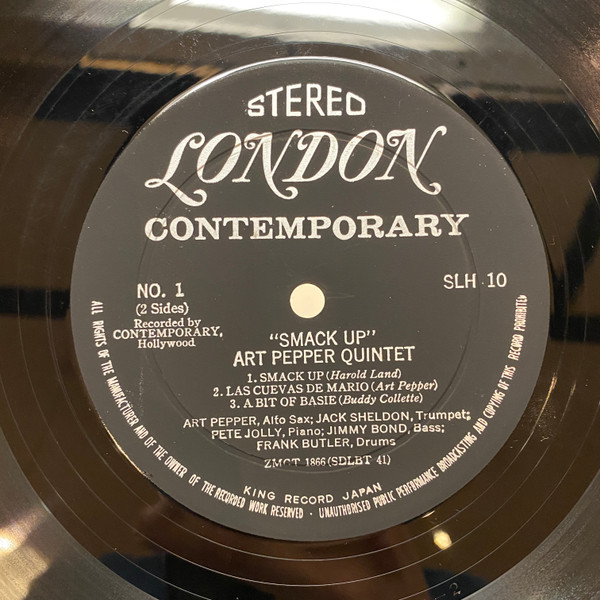 STEREO
LONDON
CONTEMPORARY
NO. 1
(2 Sides)
Recorded by
CONTEMPORARY,
Hollywood
SLH 10
"SMACK UP"
ART PEPPER QUINTET
1. SMACK UP (Harold Land)
2. LAS CUEVAS DE MARIO (Art Pepper)
3. A BIT OF BASIE (Buddy Collette)
ART PEPPER, Alto Sax; JACK SHELDON, Trumpet;
PETE JOLLY, Piano; JIMMY BOND, Bass;
FRANK BUTLER, Drums
ZMCT 1866 (SDLBT 41)
KING RECORD JAPAN
ALL RIGHTS OF THE MANUFACTURER AND OF THE OWNER OF THE RECORDED WORK RESERVED · UNAUTHORISED PUBLIC PERFORMANCE BROADCASTING AND COPYING OF THIS RECORD PROHIBITED